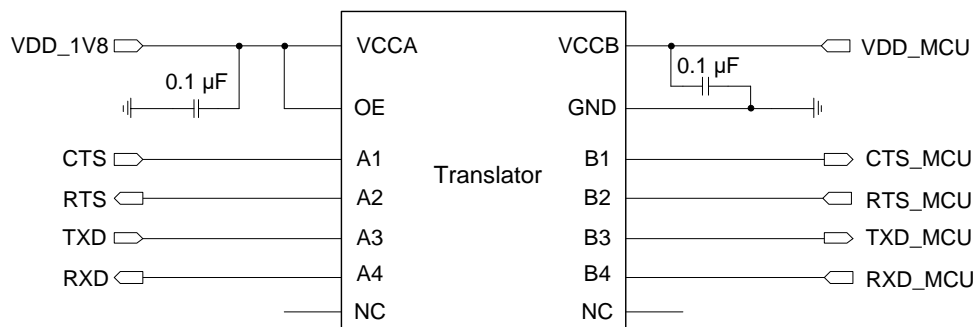 VDD_1V8 VCCA VCCB VDD_MCU
0.1 µF 0.1 µF
OE GND
CTS A1 B1 CTS_MCU
Translator
RTS A2 B2 RTS_MCU
TXD A3 B3 TXD_MCU
RXD A4 B4 RXD_MCU
NC NC